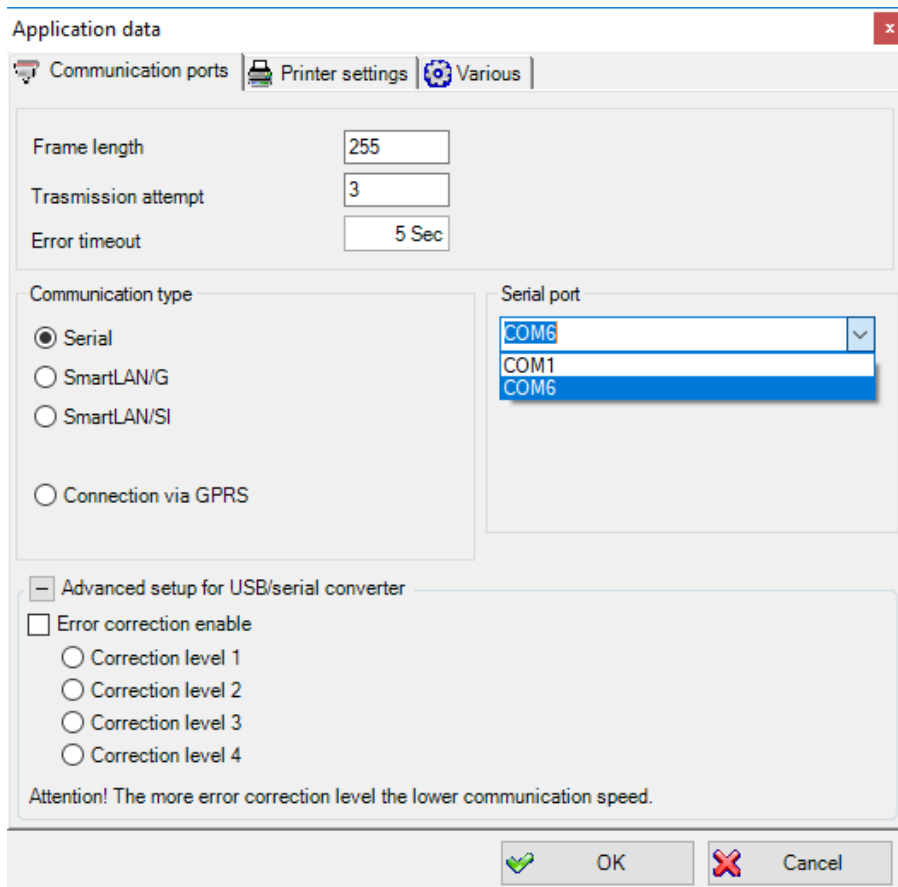 Application data
x
Communication ports
Printer settings
Various
Frame length
255
Trasmission attempt
3
Error timeout
5 Sec
Communication type
Serial
SmartLAN/G
SmartLAN/SI
Connection via GPRS
Serial port
COM6
COM1
COM6
Advanced setup for USB/serial converter
Error correction enable
Correction level 1
Correction level 2
Correction level 3
Correction level 4
Attention! The more error correction level the lower communication speed.
OK
Cancel